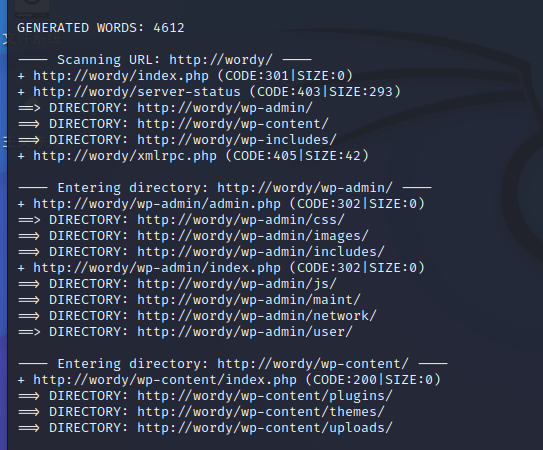 GENERATED WORDS: 4612
---- Scanning URL: http://wordy/ ----
+ http://wordy/index.php (CODE:301|SIZE:0)
+ http://wordy/server-status (CODE:403|SIZE:293)
==> DIRECTORY: http://wordy/wp-admin/
==> DIRECTORY: http://wordy/wp-content/
==> DIRECTORY: http://wordy/wp-includes/
+ http://wordy/xmlrpc.php (CODE:405|SIZE:42)
---- Entering directory: http://wordy/wp-admin/ ----
+ http://wordy/wp-admin/admin.php (CODE:302|SIZE:0)
==> DIRECTORY: http://wordy/wp-admin/css/
==> DIRECTORY: http://wordy/wp-admin/images/
==> DIRECTORY: http://wordy/wp-admin/includes/
+ http://wordy/wp-admin/index.php (CODE:302|SIZE:0)
==> DIRECTORY: http://wordy/wp-admin/js/
==> DIRECTORY: http://wordy/wp-admin/maint/
==> DIRECTORY: http://wordy/wp-admin/network/
==> DIRECTORY: http://wordy/wp-admin/user/
---- Entering directory: http://wordy/wp-content/ ----
+ http://wordy/wp-content/index.php (CODE:200|SIZE:0)
==> DIRECTORY: http://wordy/wp-content/plugins/
==> DIRECTORY: http://wordy/wp-content/themes/
==> DIRECTORY: http://wordy/wp-content/uploads/